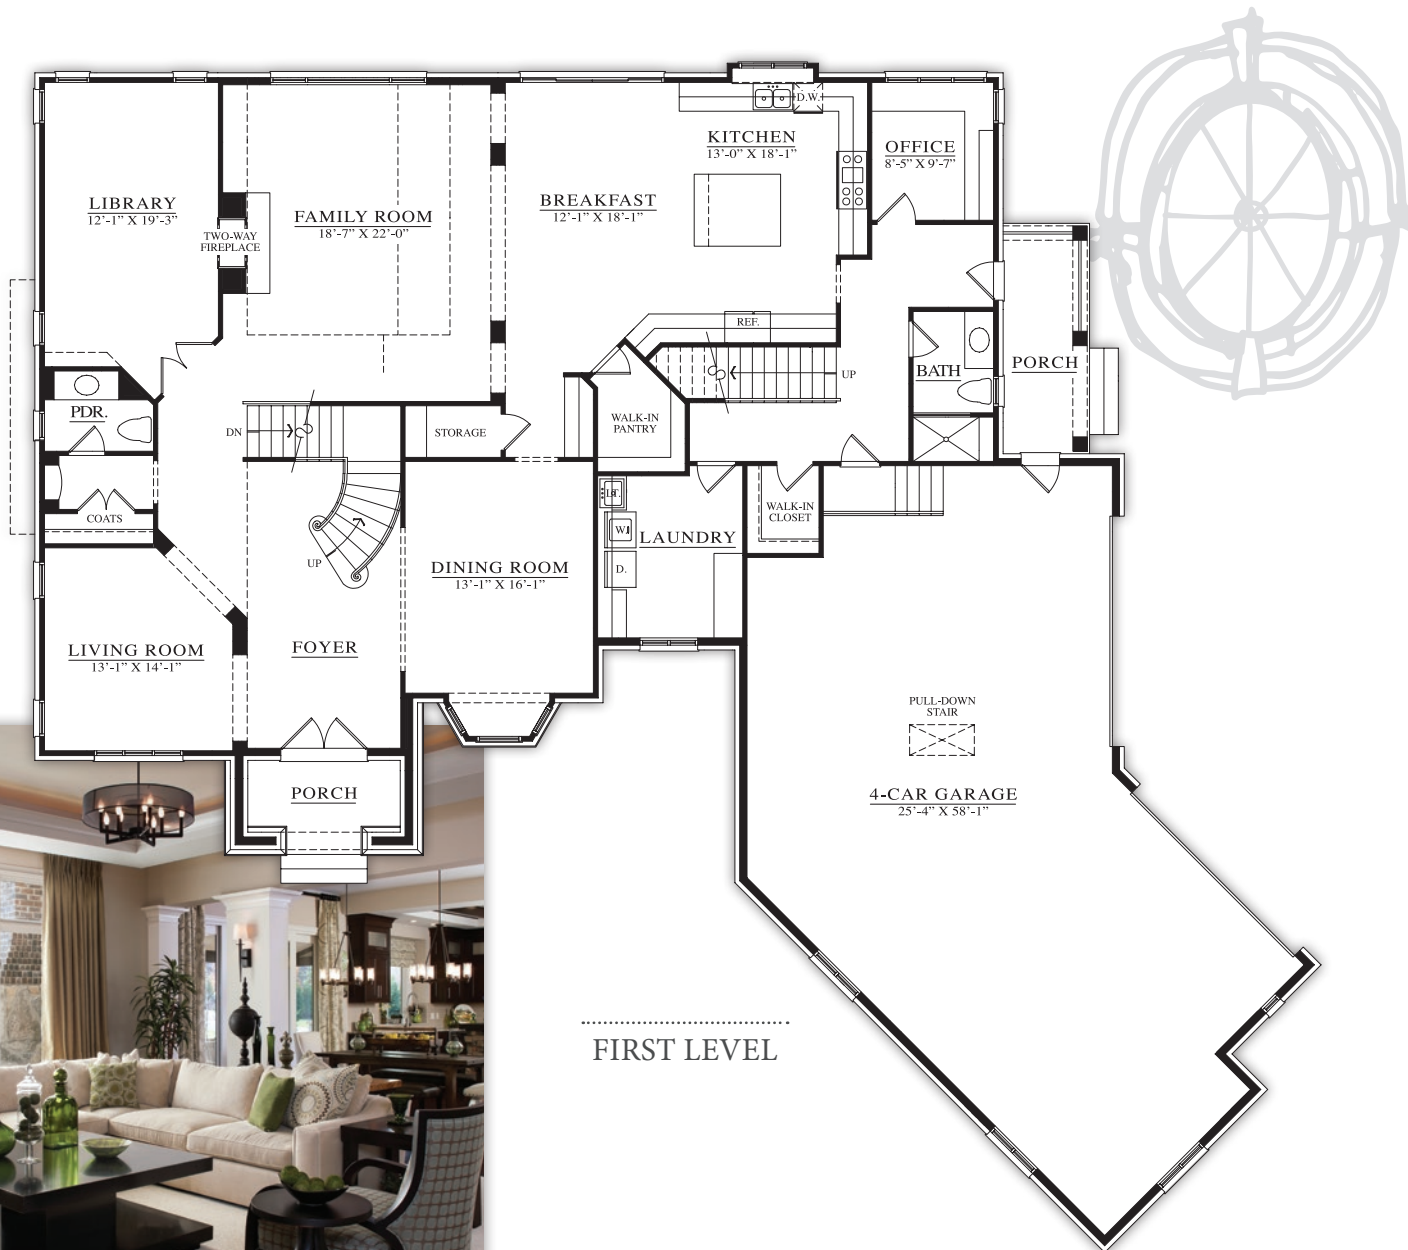 D.W.
KITCHEN
13'-0" X 18'-1"
OFFICE
8'-5" X 9'-7"
LIBRARY
12'-1" X 19'-3"
FAMILY ROOM
18'-7" X 22'-0"
BREAKFAST
12'-1" X 18'-1"
TWO-WAY
FIREPLACE
REF.
UP
BATH
PORCH
PDR.
DN
STORAGE
WALK-IN
PANTRY
COATS
UP
L.T.
W.
D.
LAUNDRY
WALK-IN
CLOSET
DINING ROOM
13'-1" X 16'-1"
LIVING ROOM
13'-1" X 14'-1"
FOYER
PULL-DOWN
STAIR
4-CAR GARAGE
25'-4" X 58'-1"
PORCH
FIRST LEVEL